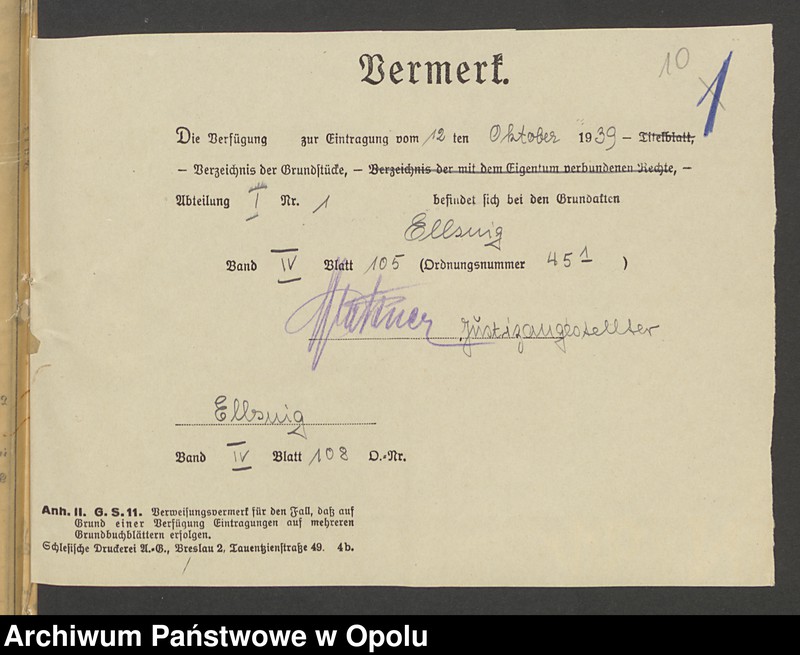 Vermerk.
10
1
Die Verfügung zur Eintragung vom 12 ten Oktober 1939 – Titelblatt,
– Verzeichnis der Grundstücke, – Verzeichnis der mit dem Eigentum verbundenen Rechte, –
Abteilung I Nr. 1 befindet sich bei den Grundakten
Ellsnig
Band IV Blatt 105 (Ordnungsnummer 451 )
Justizangestellter
Ellsnig
Band IV Blatt 108 O.-Nr.
Anh. II. G. S. 11. Verweisungsvermerk für den Fall, daß auf
Grund einer Verfügung Eintragungen auf mehreren
Grundbuchblättern erfolgen.
Schlesische Druckerei A.-G., Breslau 2, Tauentzienstraße 49. 4b.
Archiwum Państwowe w Opolu